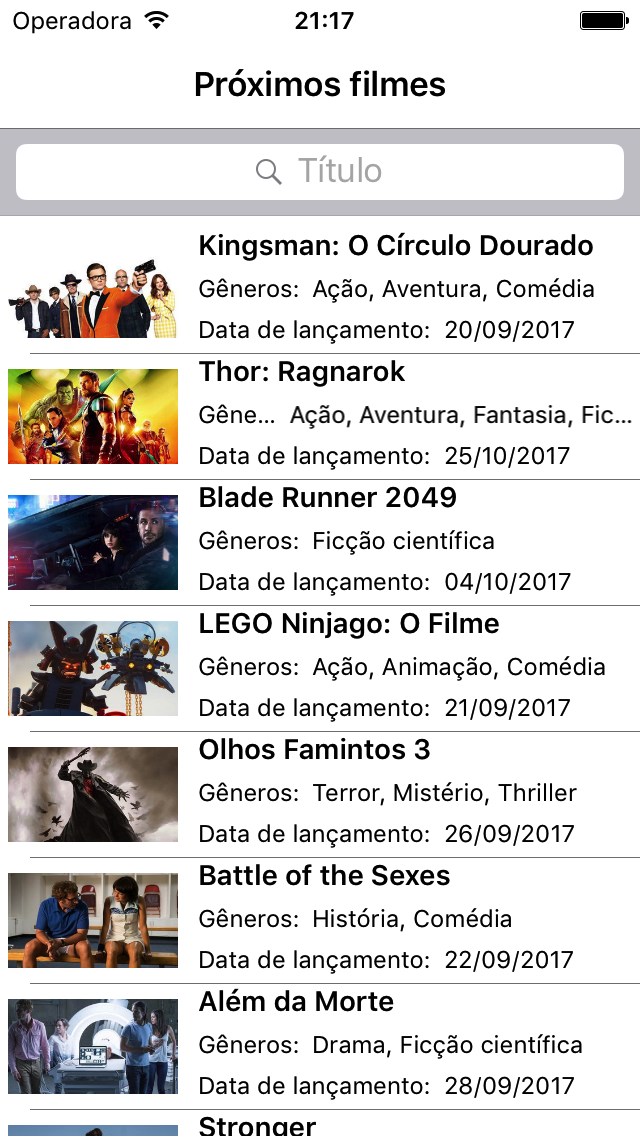 Operadora 21:17
Próximos filmes
Título
Kingsman: O Círculo Dourado
Gêneros: Ação, Aventura, Comédia
Data de lançamento: 20/09/2017
Thor: Ragnarok
Gêne... Ação, Aventura, Fantasia, Fic...
Data de lançamento: 25/10/2017
Blade Runner 2049
Gêneros: Ficção científica
Data de lançamento: 04/10/2017
LEGO Ninjago: O Filme
Gêneros: Ação, Animação, Comédia
Data de lançamento: 21/09/2017
Olhos Famintos 3
Gêneros: Terror, Mistério, Thriller
Data de lançamento: 26/09/2017
Battle of the Sexes
Gêneros: História, Comédia
Data de lançamento: 22/09/2017
Além da Morte
Gêneros: Drama, Ficção científica
Data de lançamento: 28/09/2017
Stronger